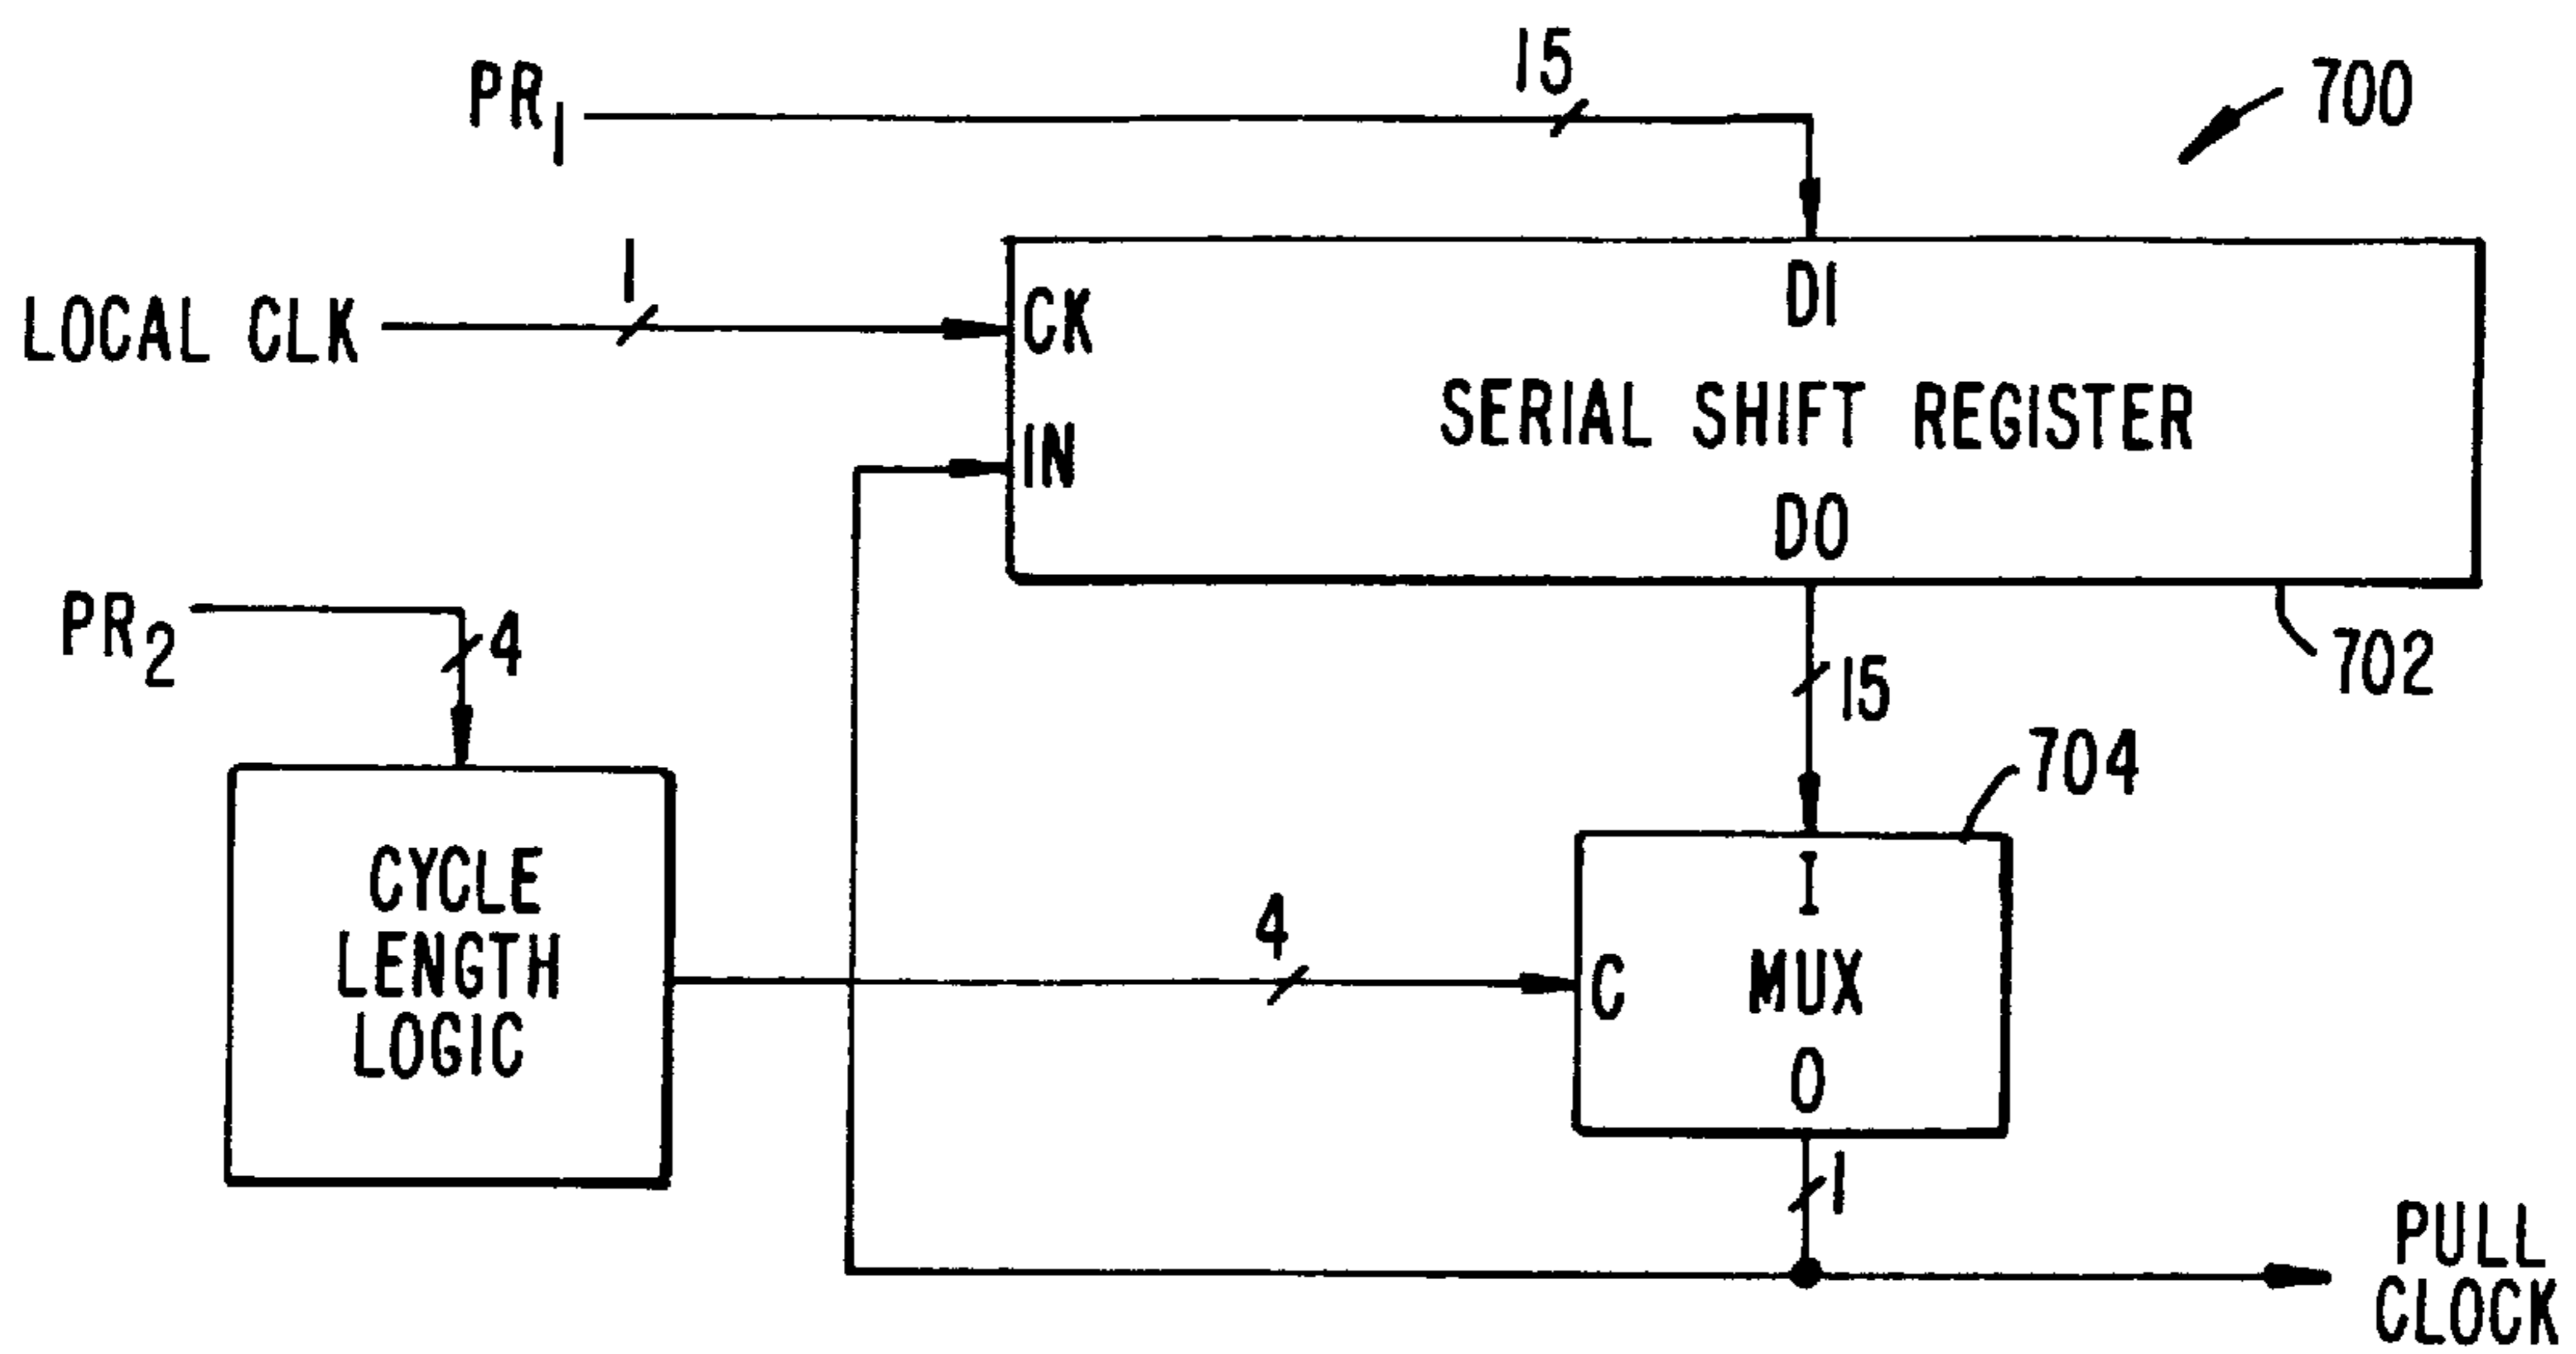 PR1
15
700
LOCAL CLK
1
CK
DI
IN
SERIAL SHIFT REGISTER
DO
PR2
4
15
702
704
CYCLE
LENGTH
LOGIC
4
C
I
MUX
O
1
PULL
CLOCK